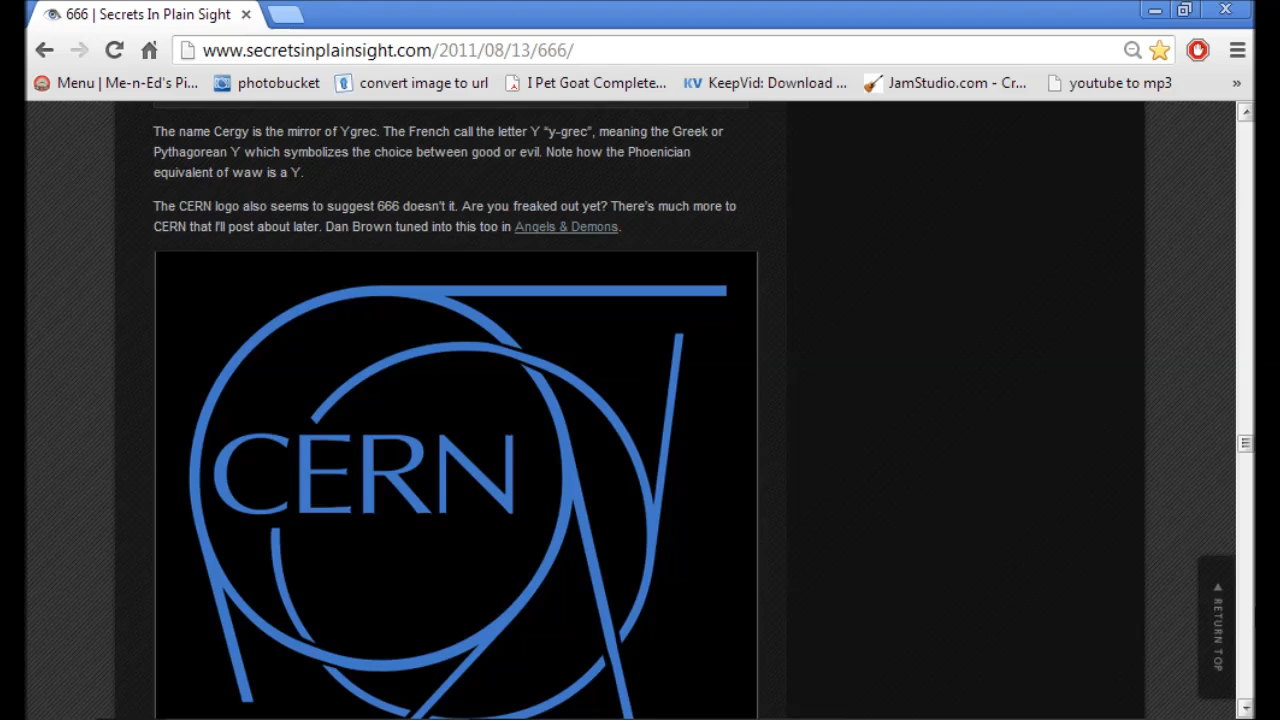 666 | Secrets In Plain Sight
www.secretsinplainsight.com/2011/08/13/666/
Menu | Me-n-Ed's Pi... photobucket convert image to url I Pet Goat Complete... KV KeepVid: Download ... JamStudio.com - Cr... youtube to mp3 »
The name Cergy is the mirror of Ygrec. The French call the letter Y "y-grec", meaning the Greek or
Pythagorean Y which symbolizes the choice between good or evil. Note how the Phoenician
equivalent of waw is a Y.
The CERN logo also seems to suggest 666 doesn't it. Are you freaked out yet? There's much more to
CERN that I'll post about later. Dan Brown tuned into this too in Angels & Demons.
CERN
RETURN TOP